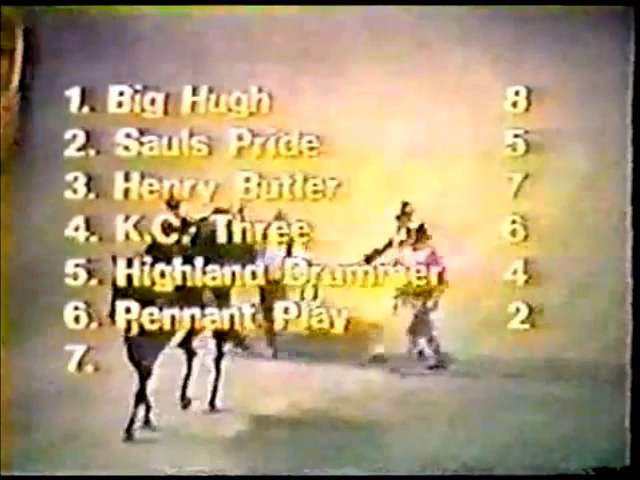 1. Big Hugh 8
2. Sauls Pride 5
3. Henry Butler 7
4. K.C. Three 6
5. Highland Drummer 4
6. Pennant Play 2
7.